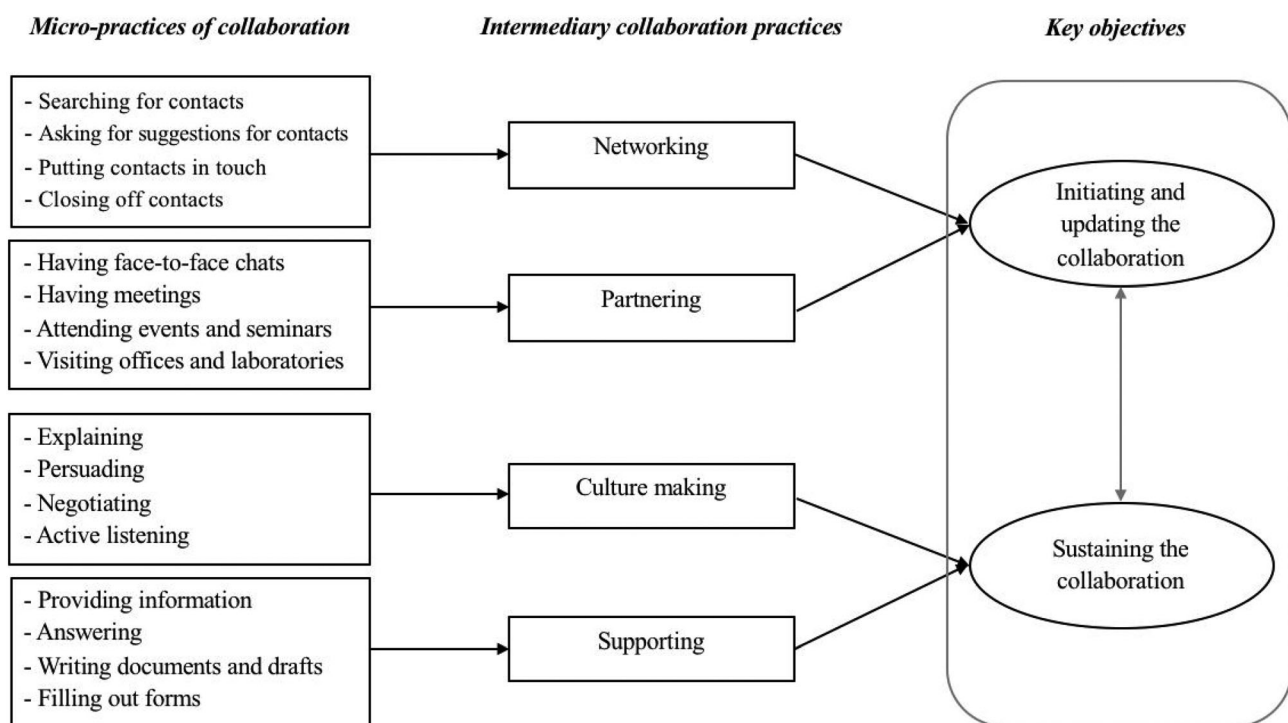 Micro-practices of collaboration
Intermediary collaboration practices
Key objectives
- Searching for contacts
- Asking for suggestions for contacts
- Putting contacts in touch
- Closing off contacts
Networking
- Having face-to-face chats
- Having meetings
- Attending events and seminars
- Visiting offices and laboratories
Partnering
Initiating and
updating the
collaboration
- Explaining
- Persuading
- Negotiating
- Active listening
Culture making
- Providing information
- Answering
- Writing documents and drafts
- Filling out forms
Supporting
Sustaining the
collaboration